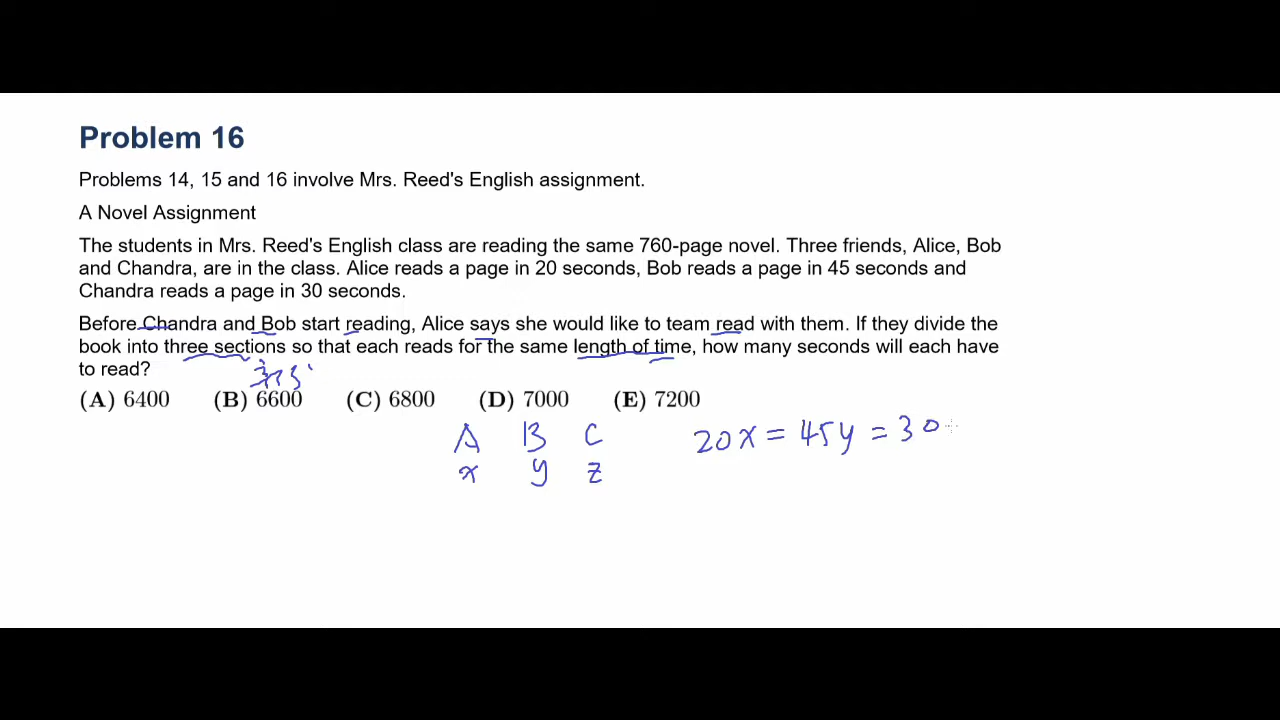 Problem 16
Problems 14, 15 and 16 involve Mrs. Reed's English assignment.
A Novel Assignment
The students in Mrs. Reed's English class are reading the same 760-page novel. Three friends, Alice, Bob
and Chandra, are in the class. Alice reads a page in 20 seconds, Bob reads a page in 45 seconds and
Chandra reads a page in 30 seconds.
Before Chandra and Bob start reading, Alice says she would like to team read with them. If they divide the
book into three sections so that each reads for the same length of time, how many seconds will each have
to read?
(A) 6400 (B) 6600 (C) 6800 (D) 7000 (E) 7200
A B C 20x = 45y = 30
x y z